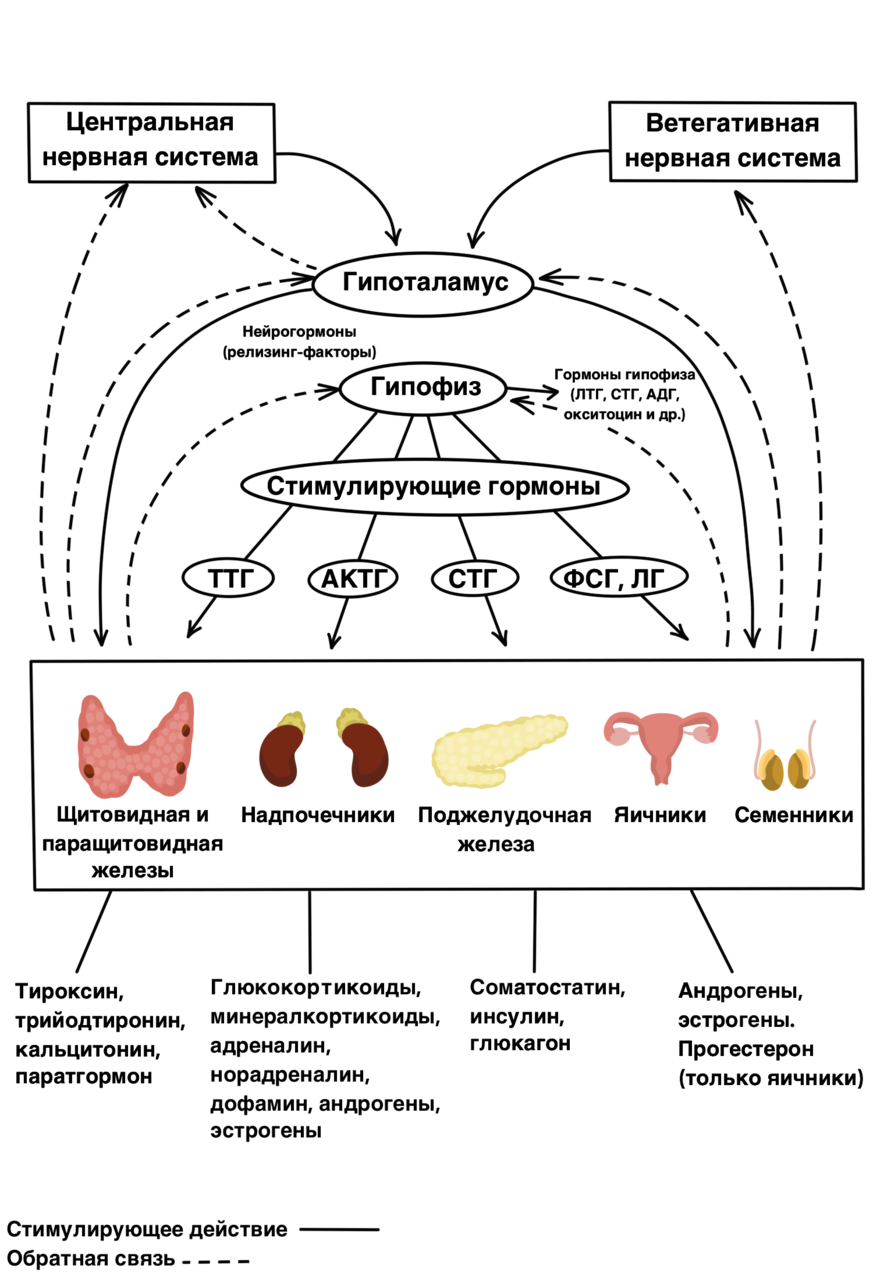 Центральная
нервная система
Ветегативная
нервная система
Гипоталамус
Нейрогормоны
(релизинг-факторы)
Гипофиз
Гормоны гипофиза
(ЛТГ, СТГ, АДГ,
окситоцин и др.)
Стимулирующие гормоны
ТТГ
АКТГ
СТГ
ФСГ, ЛГ
Щитовидная и
паращитовидная
железы
Надпочечники
Поджелудочная
железа
Яичники
Семенники
Тироксин,
трийодтиронин,
кальцитонин,
паратгормон
Глюкокортикоиды,
минералкортикоиды,
адреналин,
норадреналин,
дофамин, андрогены,
эстрогены
Соматостатин,
инсулин,
глюкагон
Андрогены,
эстрогены.
Прогестерон
(только яичники)
Стимулирующее действие
Обратная связь